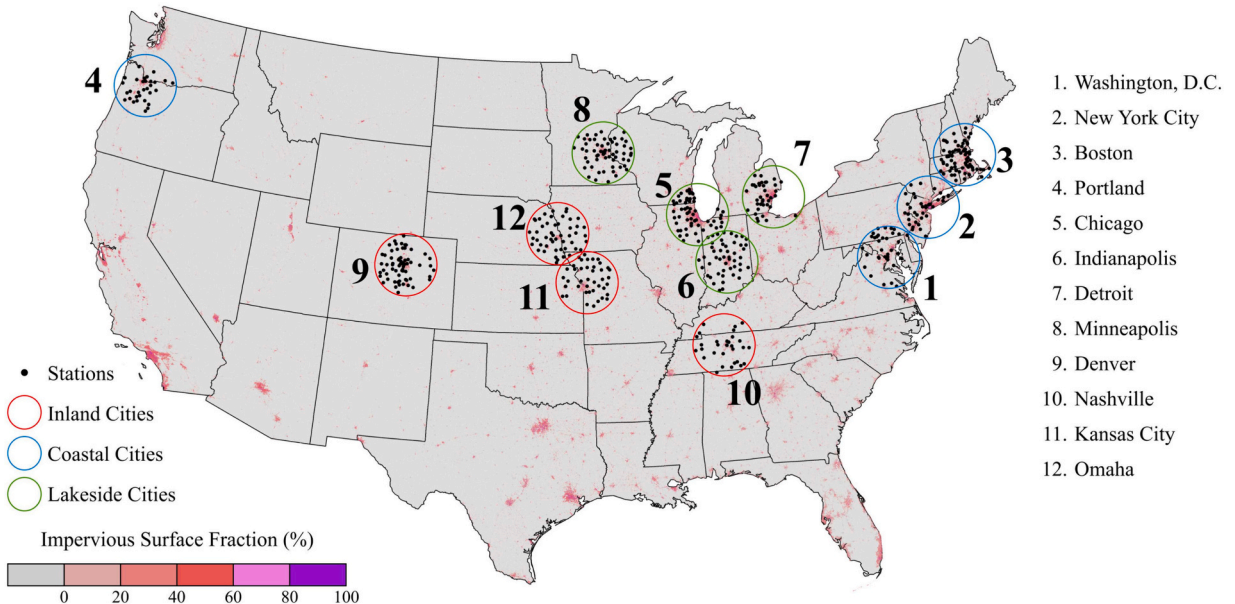 4
8
7
3
5
12
2
9
6
1
11
10
1. Washington, D.C.
2. New York City
3. Boston
4. Portland
5. Chicago
6. Indianapolis
7. Detroit
8. Minneapolis
9. Denver
10. Nashville
11. Kansas City
12. Omaha
Stations
Inland Cities
Coastal Cities
Lakeside Cities
Impervious Surface Fraction (%)
0 20 40 60 80 100